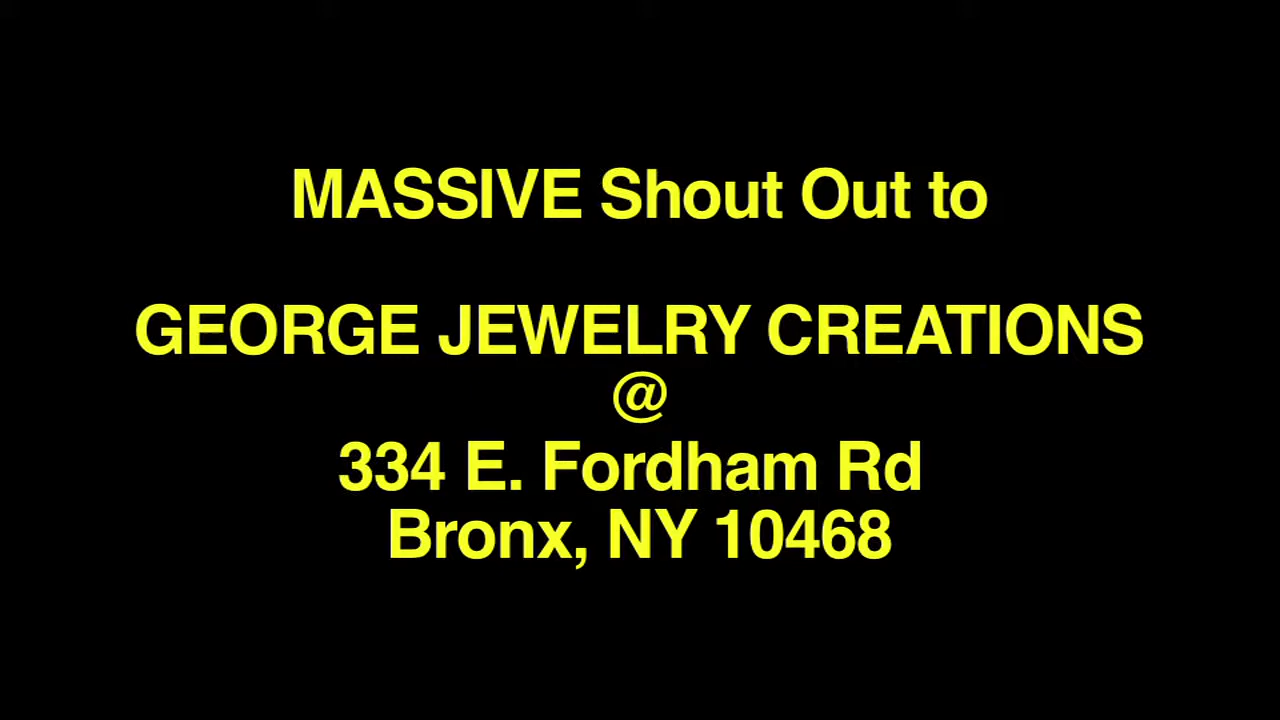 MASSIVE Shout Out to
GEORGE JEWELRY CREATIONS
@
334 E. Fordham Rd
Bronx, NY 10468